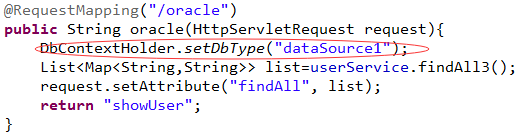 @RequestMapping("/oracle")
public String oracle(HttpServletRequest request){
DbContextHolder.setDbType("dataSource1");
List<Map<String,String>> list=userService.findAll3();
request.setAttribute("findAll", list);
return "showUser";
}